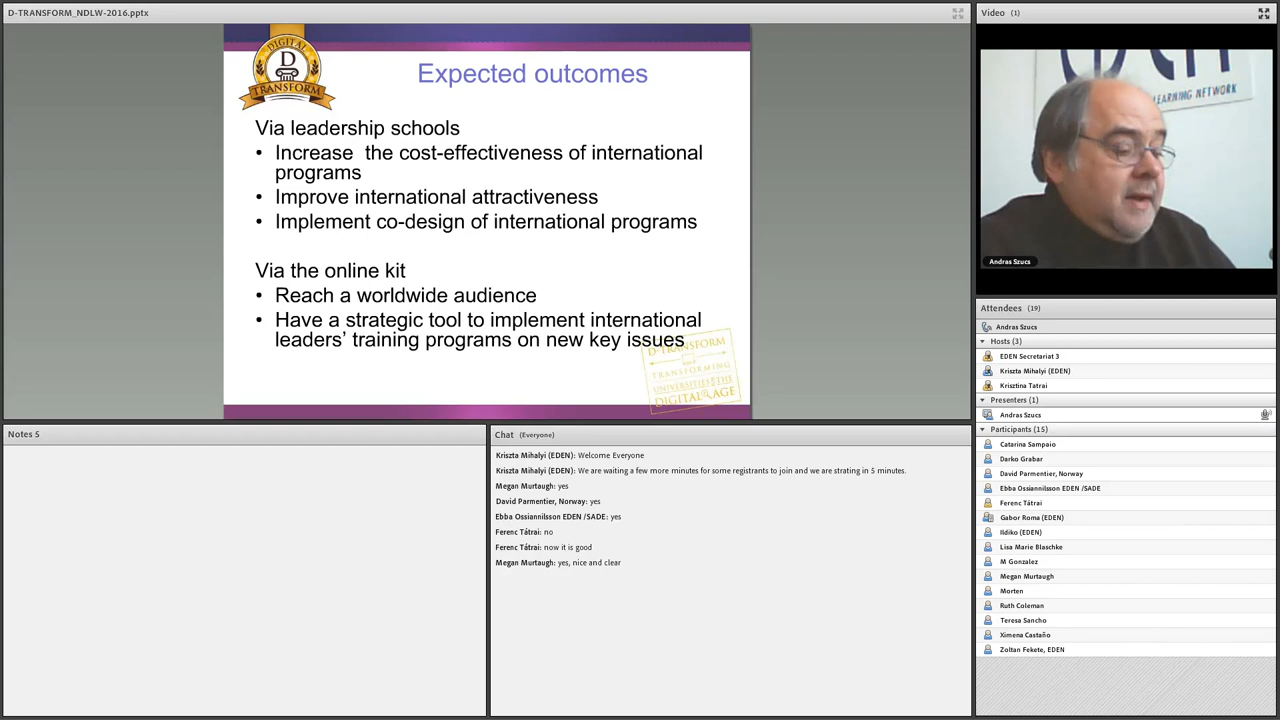 D-TRANSFORM_NDLW-2016.pptx
DIGITAL
D
TRANSFORM
Expected outcomes
Via leadership schools
• Increase  the cost-effectiveness of international
programs
• Improve international attractiveness
• Implement co-design of international programs
Via the online kit
• Reach a worldwide audience
• Have a strategic tool to implement international
leaders’ training programs on new key issues
D-TRANSFORM
TRANSFORMING
UNIVERSITIES
THE
DIGITAL AGE
Video (1)
LEARNING NETWORK
Andras Szucs
Attendees (19)
Andras Szucs
Hosts (3)
EDEN Secretariat 3
Kriszta Mihalyi (EDEN)
Krisztina Tatrai
Presenters (1)
Andras Szucs
Participants (15)
Catarina Sampaio
Darko Grabar
David Parmentier, Norway
Ebba Ossiannilsson EDEN /SADE
Ferenc Tátrai
Gabor Roma (EDEN)
Ildiko (EDEN)
Lisa Marie Blaschke
M Gonzalez
Megan Murtaugh
Morten
Ruth Coleman
Teresa Sancho
Ximena Castaño
Zoltan Fekete, EDEN
Notes 5
Chat (Everyone)
Kriszta Mihalyi (EDEN): Welcome Everyone
Kriszta Mihalyi (EDEN): We are waiting a few more minutes for some registrants to join and we are strating in 5 minutes.
Megan Murtaugh: yes
David Parmentier, Norway: yes
Ebba Ossiannilsson EDEN /SADE: yes
Ferenc Tátrai: no
Ferenc Tátrai: now it is good
Megan Murtaugh: yes, nice and clear